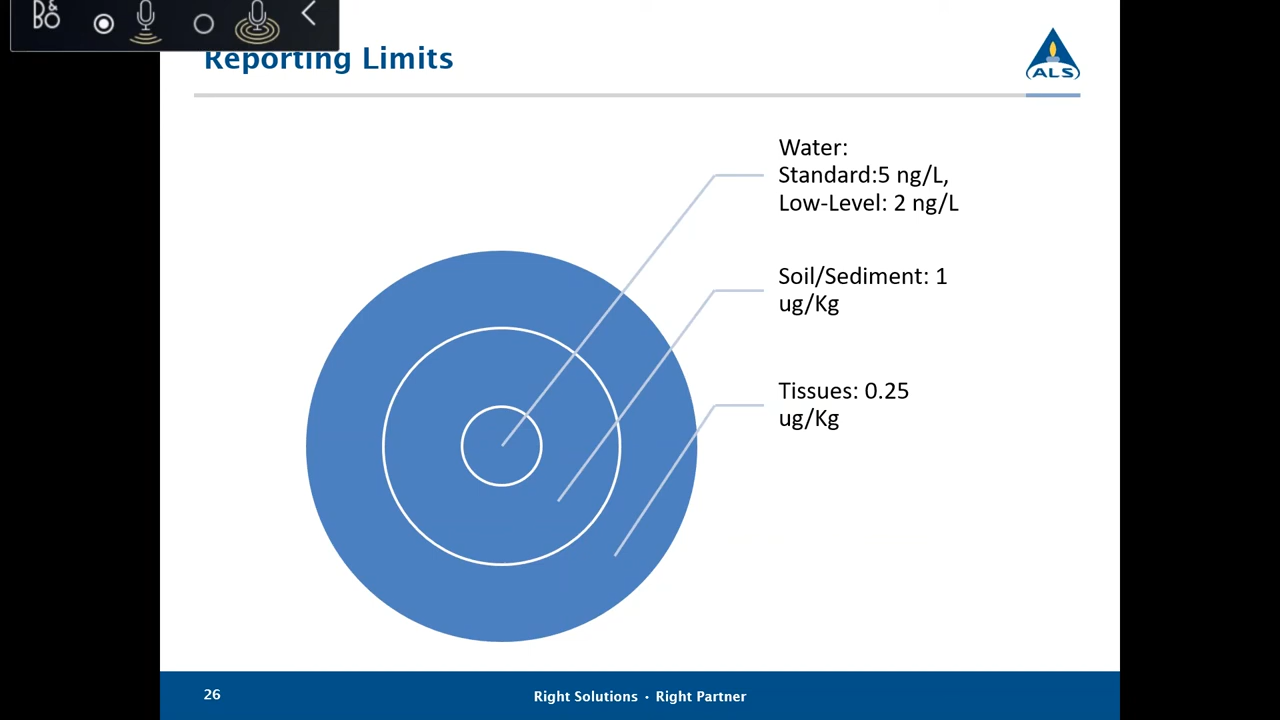 B&O
Reporting Limits
ALS
Water:
Standard:5 ng/L,
Low-Level: 2 ng/L
Soil/Sediment: 1
ug/Kg
Tissues: 0.25
ug/Kg
26
Right Solutions · Right Partner